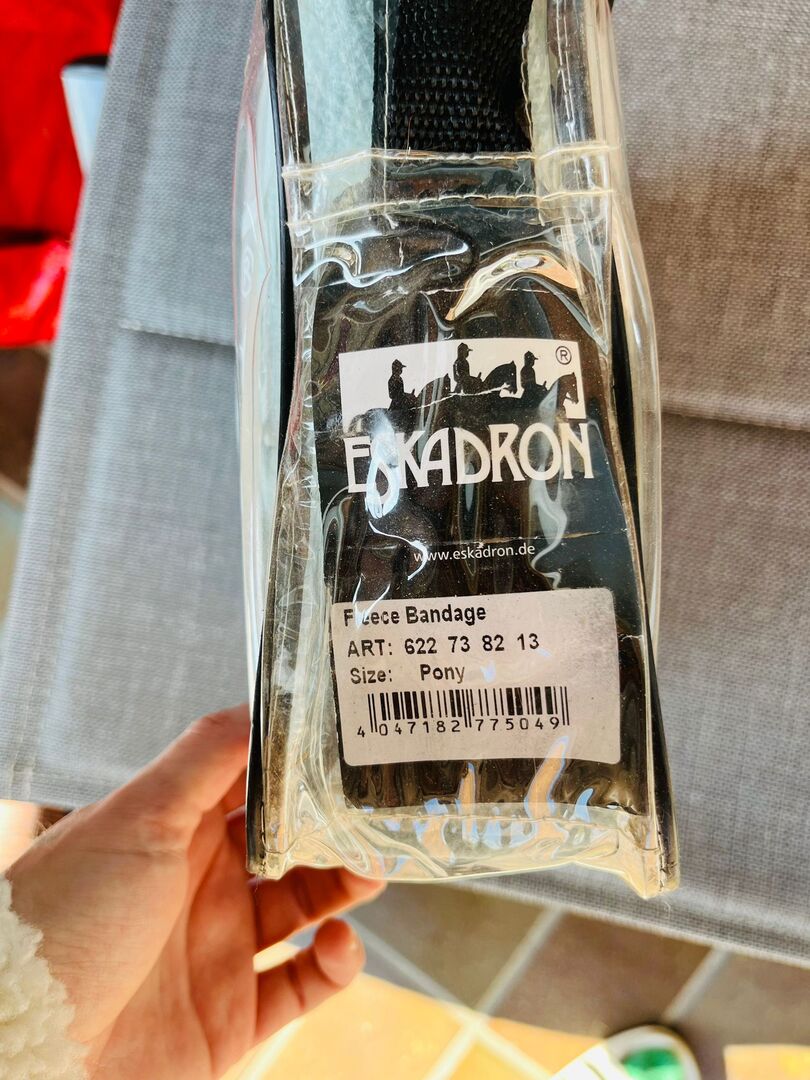 ®
ESKADRON
www.eskadron.de
Fleece Bandage
ART: 622 73 82 13
Size: Pony
4 047182 775049